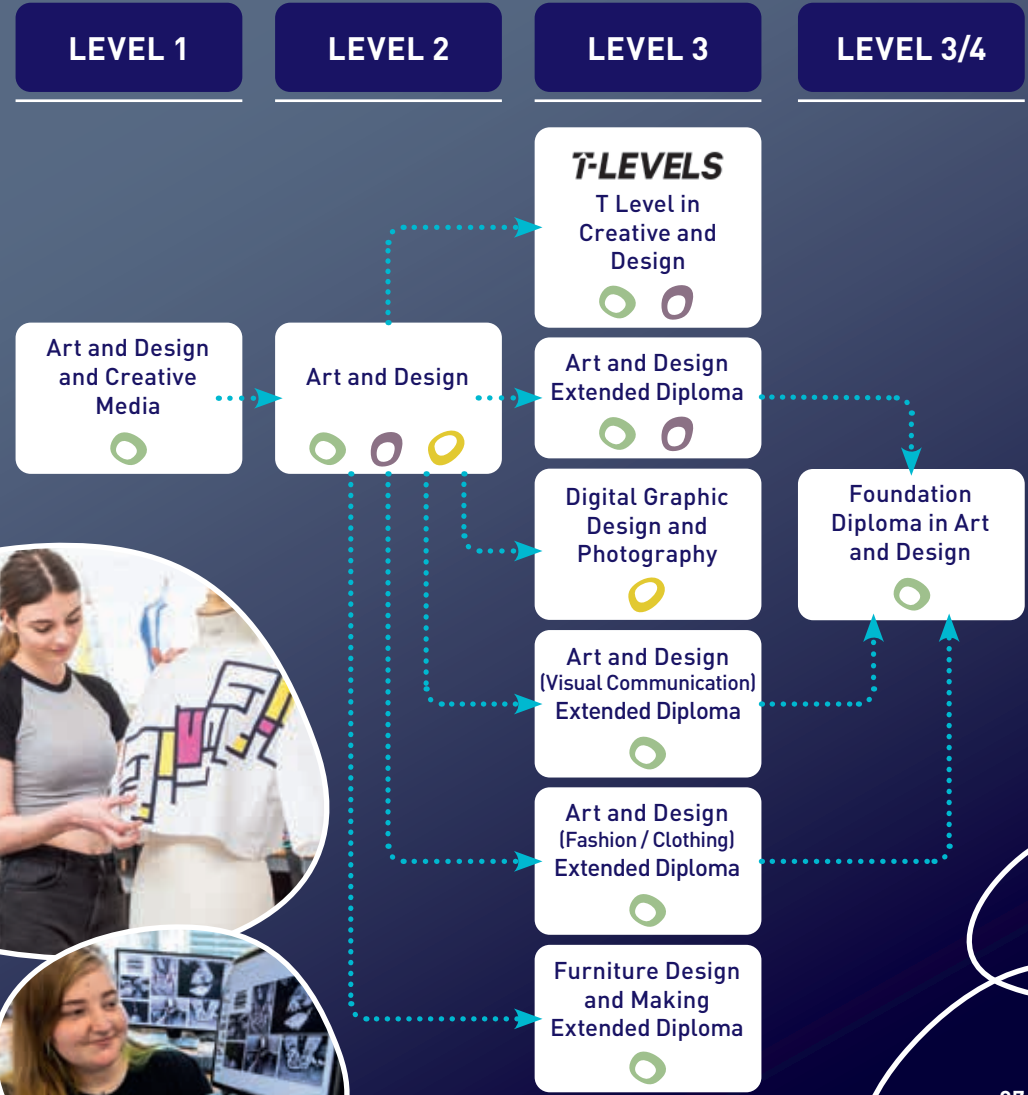 LEVEL 1
LEVEL 2
LEVEL 3
LEVEL 3/4
T-LEVELS
T Level in
Creative and
Design
Art and Design
and Creative
Media
Art and Design
Art and Design
Extended Diploma
Digital Graphic
Design and
Photography
Foundation
Diploma in Art
and Design
Art and Design
(Visual Communication)
Extended Diploma
Art and Design
(Fashion / Clothing)
Extended Diploma
Furniture Design
and Making
Extended Diploma